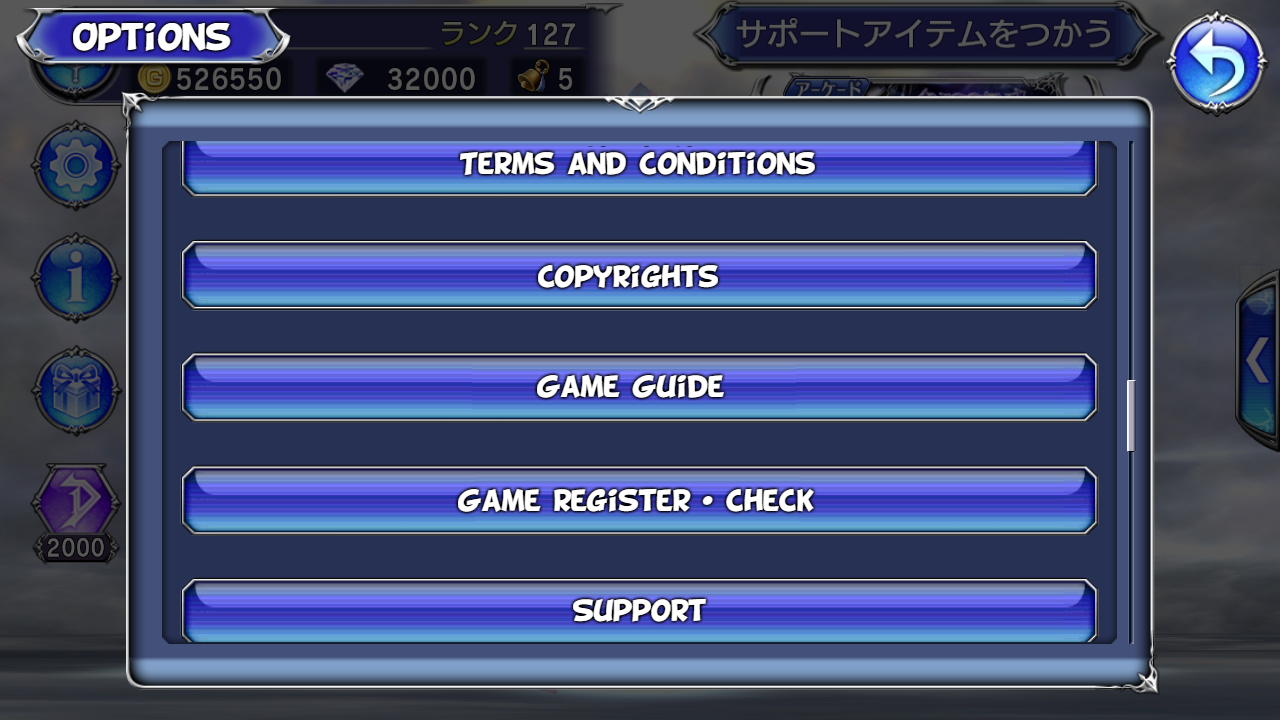 OPTIONS
ランク 127
サポートアイテムをつかう
526550
32000
5
アーケード
TERMS AND CONDITIONS
COPYRIGHTS
GAME GUIDE
GAME REGISTER • CHECK
SUPPORT
2000